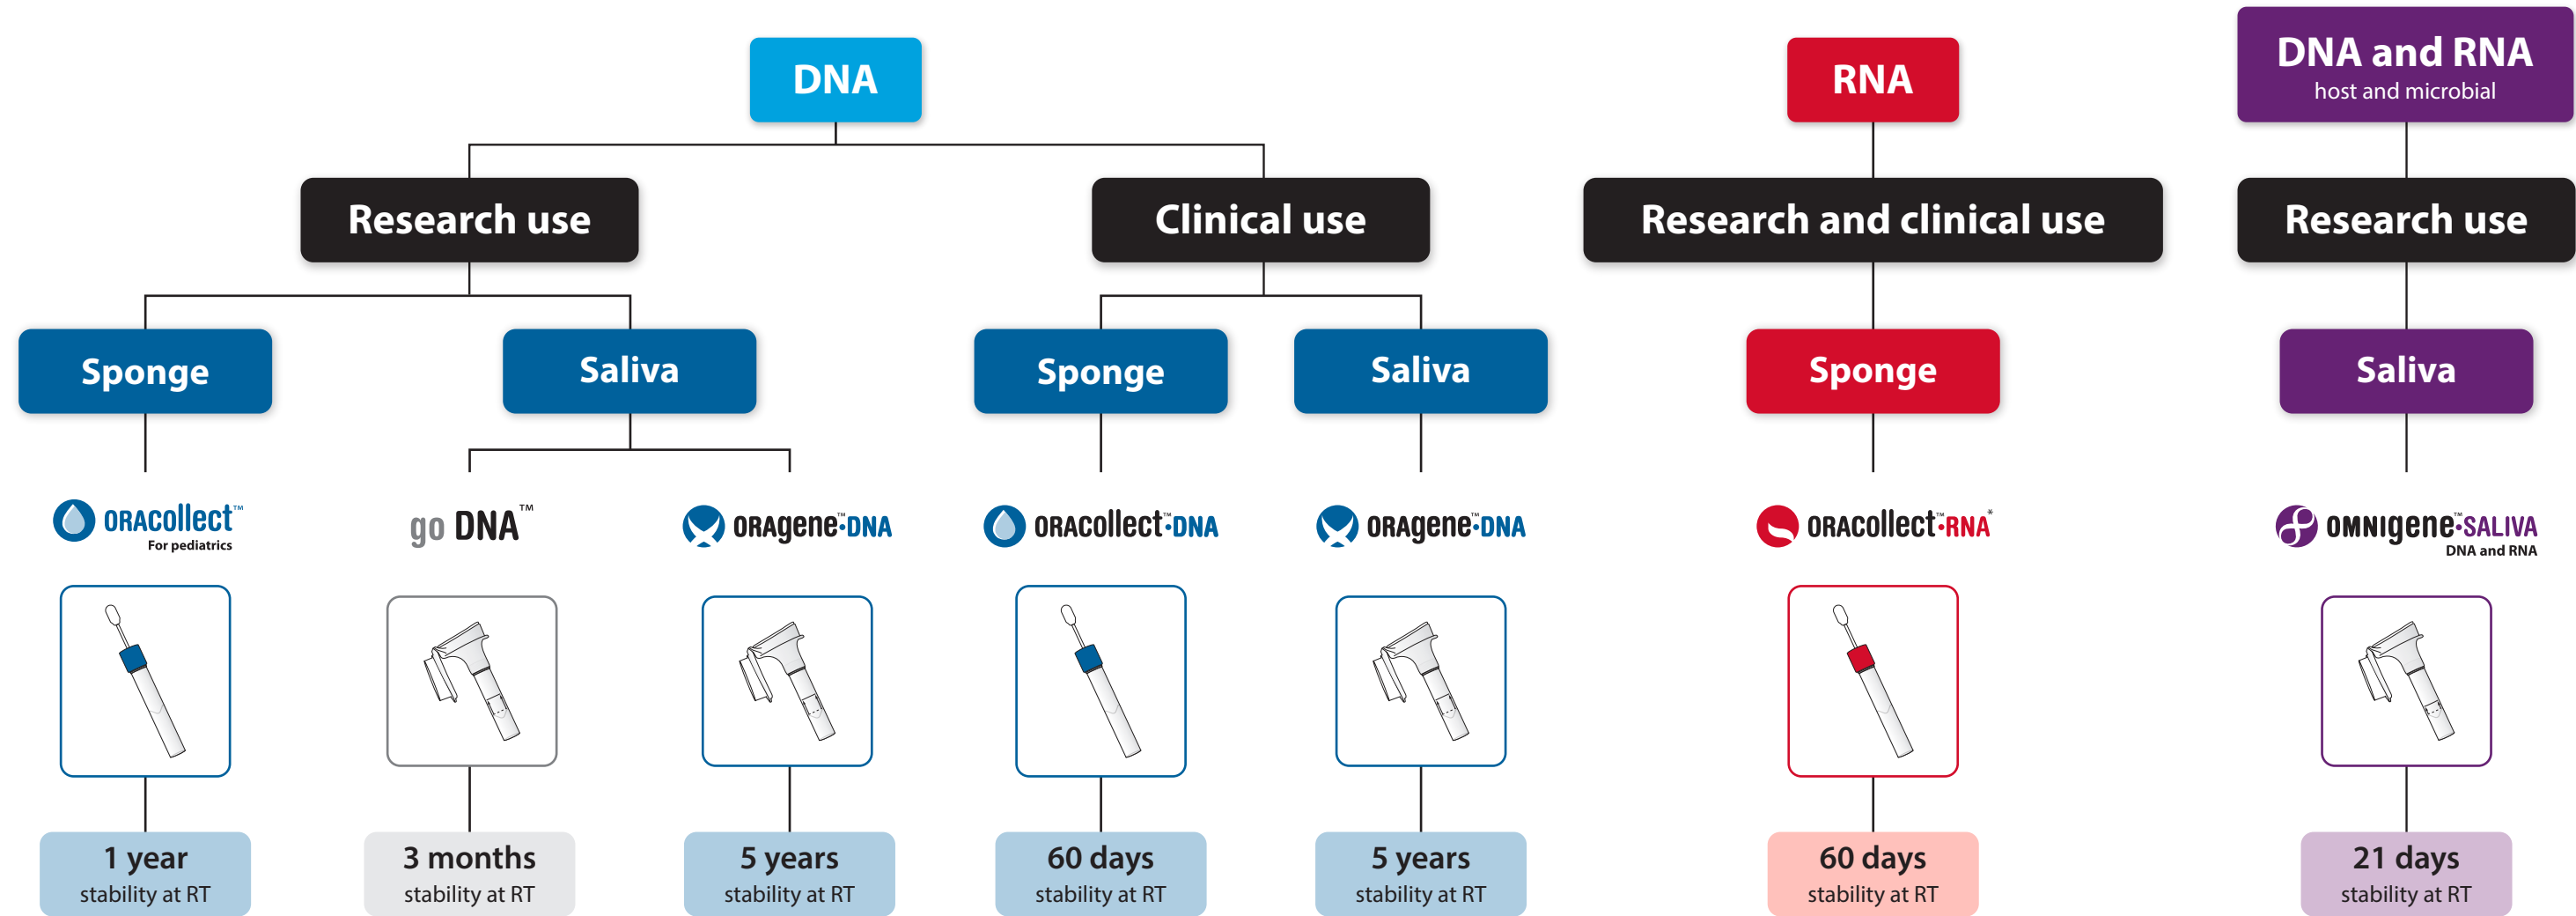 DNA
RNA
DNA and RNA
host and microbial
Research use
Clinical use
Research and clinical use
Research use
Sponge
Saliva
Sponge
Saliva
Sponge
Saliva
ORAcollect™
For pediatrics
go DNA™
ORAgene™•DNA
ORAcollect™•DNA
ORAgene™•DNA
ORAcollect™•RNA*
OMNIgene™•SALIVA
DNA and RNA
1 year
stability at RT
3 months
stability at RT
5 years
stability at RT
60 days
stability at RT
5 years
stability at RT
60 days
stability at RT
21 days
stability at RT